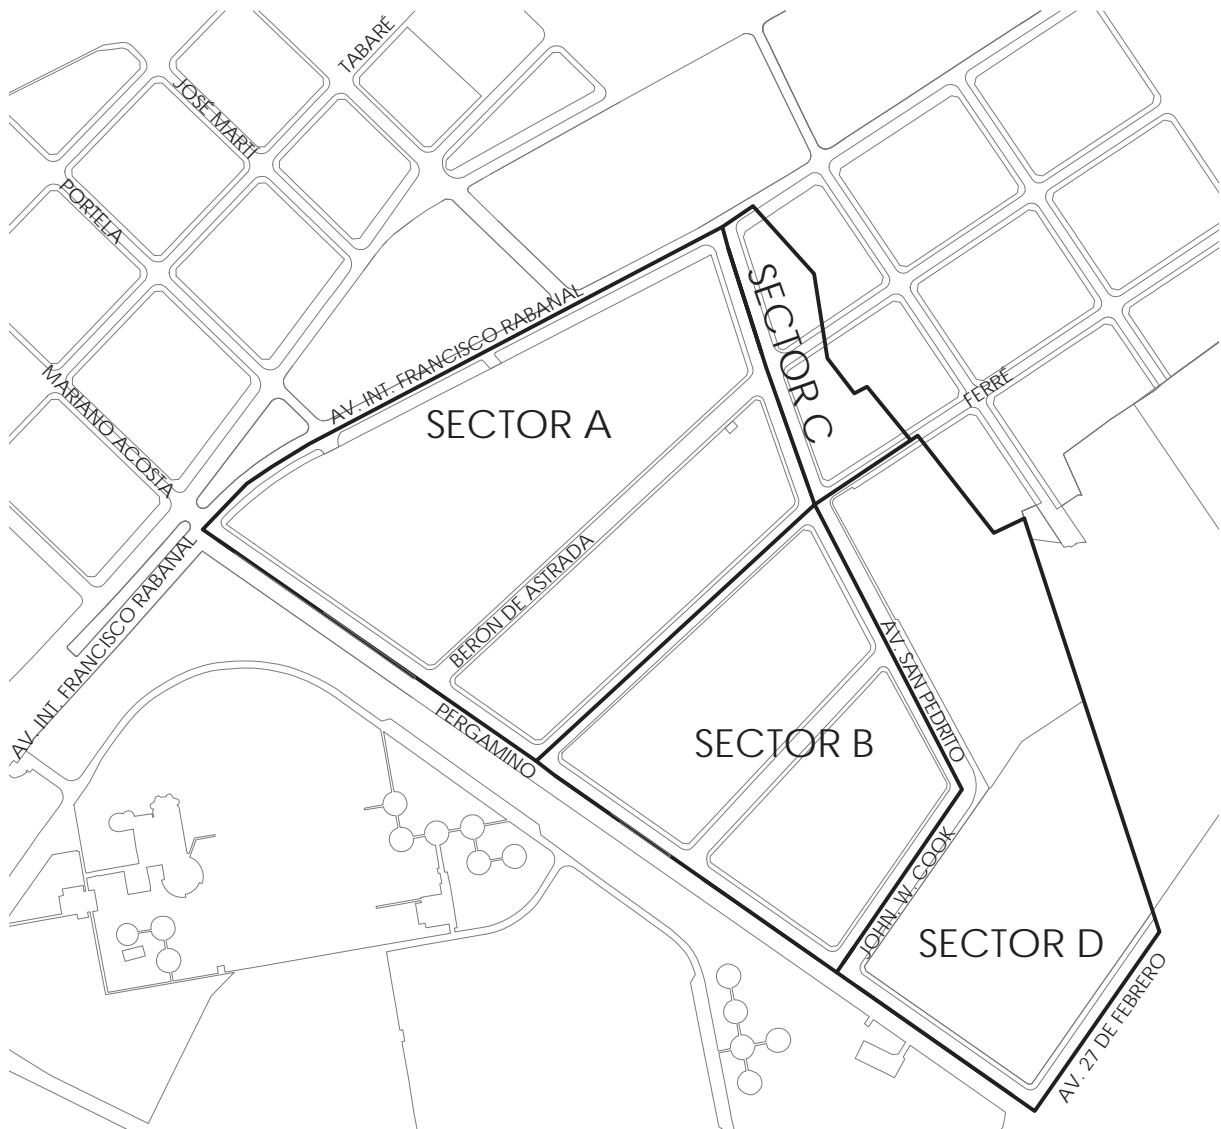 TABARÉ
JOSÉ MARTI
PORTELA
SECTOR C
AV. INT. FRANCISCO RABANAL
MARIANO ACOSTA
FERRÉ
SECTOR A
BERÓN DE ASTRADA
AV. INT. FRANCISCO RABANAL
AV. SAN PEDRITO
PERGAMINO
SECTOR B
JOHN. W. COOK
SECTOR D
AV. 27 DE FEBRERO